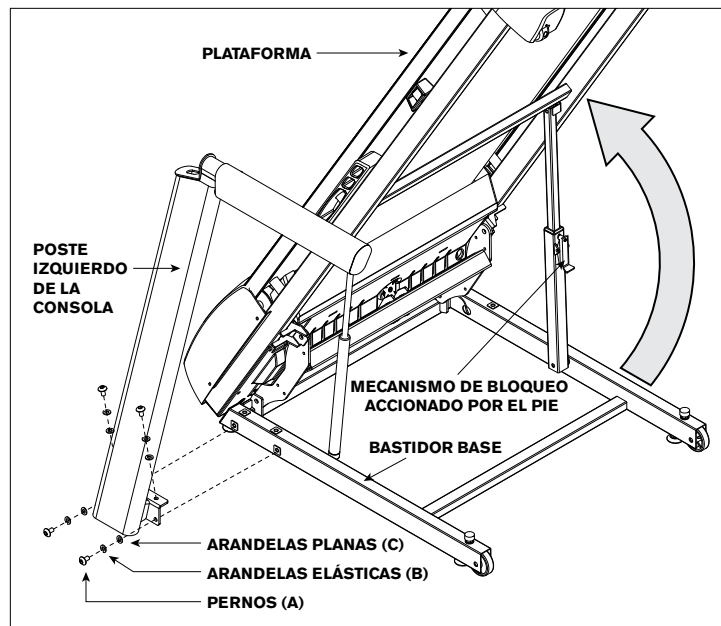 PLATAFORMA
POSTE
IZQUIERDO
DE LA
CONSOLA
MECANISMO DE BLOQUEO
ACCIONADO POR EL PIE
BASTIDOR BASE
ARANDELAS PLANAS (C)
ARANDELAS ELÁSTICAS (B)
PERNOS (A)